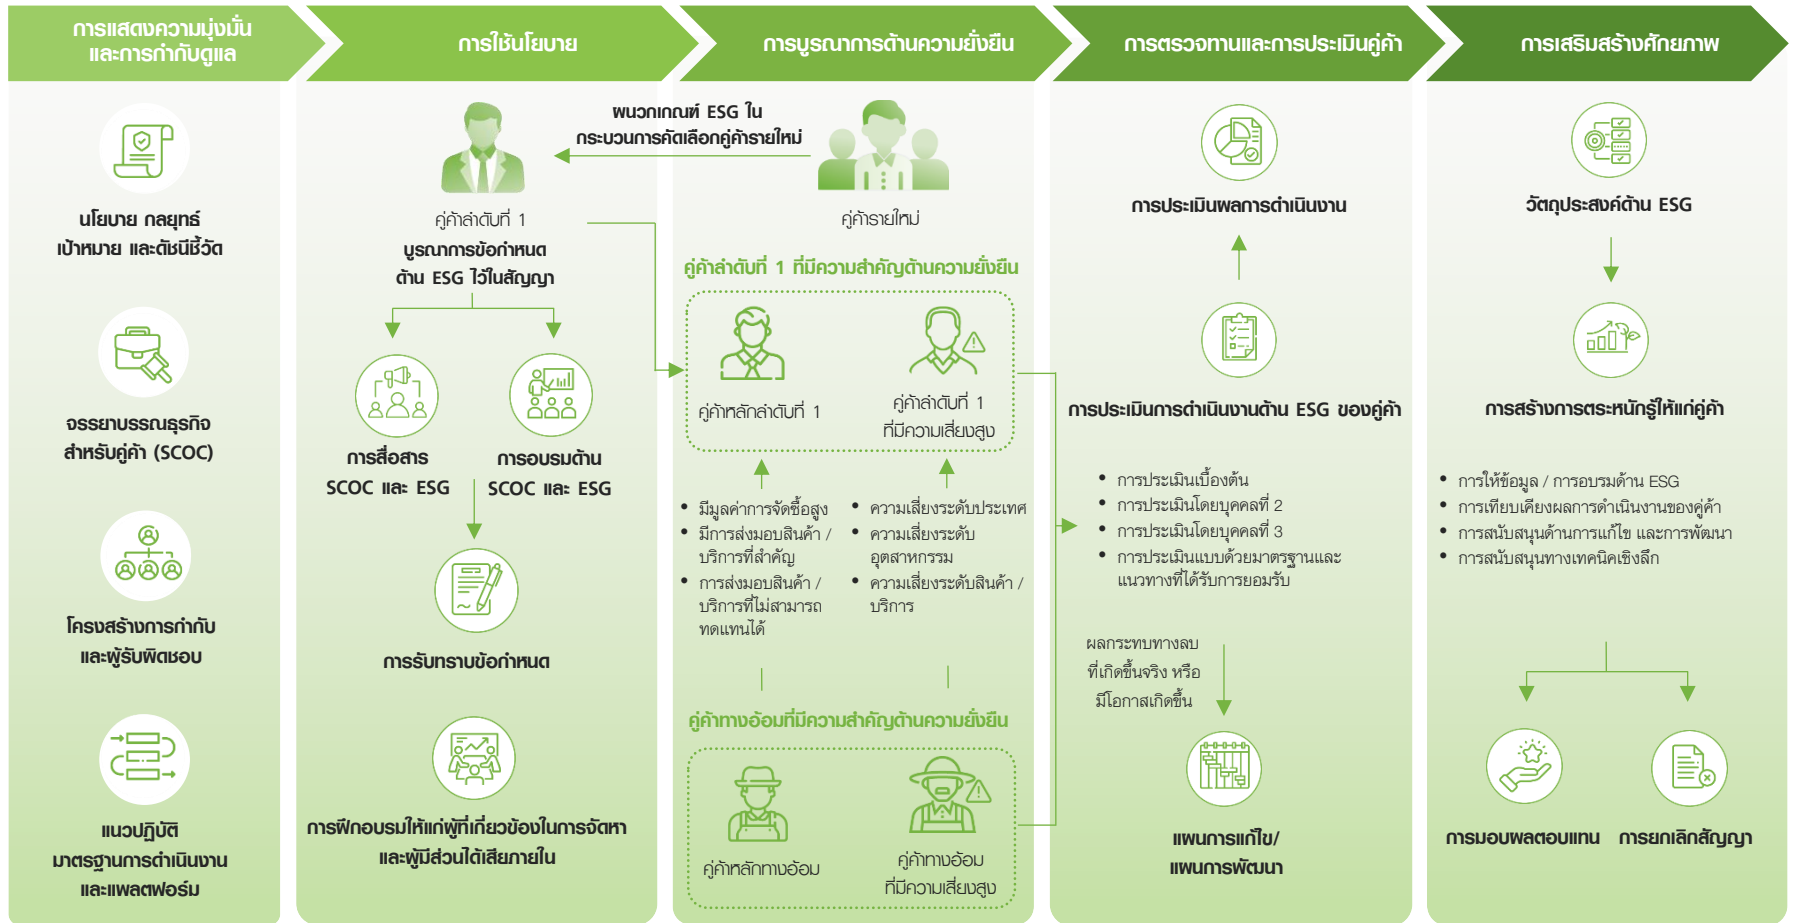 การแสดงความมุ่งมั่น
และการกำกับดูแล
การใช้นโยบาย
การบูรณาการด้านความยั่งยืน
การตรวจทานและการประเมินคู่ค้า
การเสริมสร้างศักยภาพ
นโยบาย กลยุทธ์
เป้าหมาย และดัชนีชี้วัด
จรรยาบรรณธุรกิจ
สำหรับคู่ค้า (SCOC)
โครงสร้างการกำกับ
และผู้รับผิดชอบ
แนวปฏิบัติ
มาตรฐานการดำเนินงาน
และแพลตฟอร์ม
คู่ค้าลำดับที่ 1
บูรณาการข้อกำหนด
ด้าน ESG ไว้ในสัญญา
การสื่อสาร
SCOC และ ESG
การอบรมด้าน
SCOC และ ESG
การรับทราบข้อกำหนด
การฝึกอบรมให้แก่ผู้ที่เกี่ยวข้องในการจัดหา
และผู้มีส่วนได้เสียภายใน
ผนวกเกณฑ์ ESG ใน
กระบวนการคัดเลือกคู่ค้ารายใหม่
คู่ค้ารายใหม่
คู่ค้าลำดับที่ 1 ที่มีความสำคัญด้านความยั่งยืน
คู่ค้าหลักลำดับที่ 1
คู่ค้าลำดับที่ 1
ที่มีความเสี่ยงสูง
• มีมูลค่าการจัดซื้อสูง
• มีการส่งมอบสินค้า /
บริการที่สำคัญ
• การส่งมอบสินค้า /
บริการที่ไม่สามารถ
ทดแทนได้
• ความเสี่ยงระดับประเทศ
• ความเสี่ยงระดับ
อุตสาหกรรม
• ความเสี่ยงระดับสินค้า /
บริการ
คู่ค้าทางอ้อมที่มีความสำคัญด้านความยั่งยืน
คู่ค้าหลักทางอ้อม
คู่ค้าทางอ้อม
ที่มีความเสี่ยงสูง
การประเมินผลการดำเนินงาน
การประเมินการดำเนินงานด้าน ESG ของคู่ค้า
• การประเมินเบื้องต้น
• การประเมินโดยบุคคลที่ 2
• การประเมินโดยบุคคลที่ 3
• การประเมินแบบด้วยมาตรฐานและ
แนวทางที่ได้รับการยอมรับ
ผลกระทบทางลบ
ที่เกิดขึ้นจริง หรือ
มีโอกาสเกิดขึ้น
แผนการแก้ไข/
แผนการพัฒนา
วัตถุประสงค์ด้าน ESG
การสร้างการตระหนักรู้ให้แก่คู่ค้า
• การให้ข้อมูล / การอบรมด้าน ESG
• การเทียบเคียงผลการดำเนินงานของคู่ค้า
• การสนับสนุนด้านการแก้ไข และการพัฒนา
• การสนับสนุนทางเทคนิคเชิงลึก
การมอบผลตอบแทน
การยกเลิกสัญญา